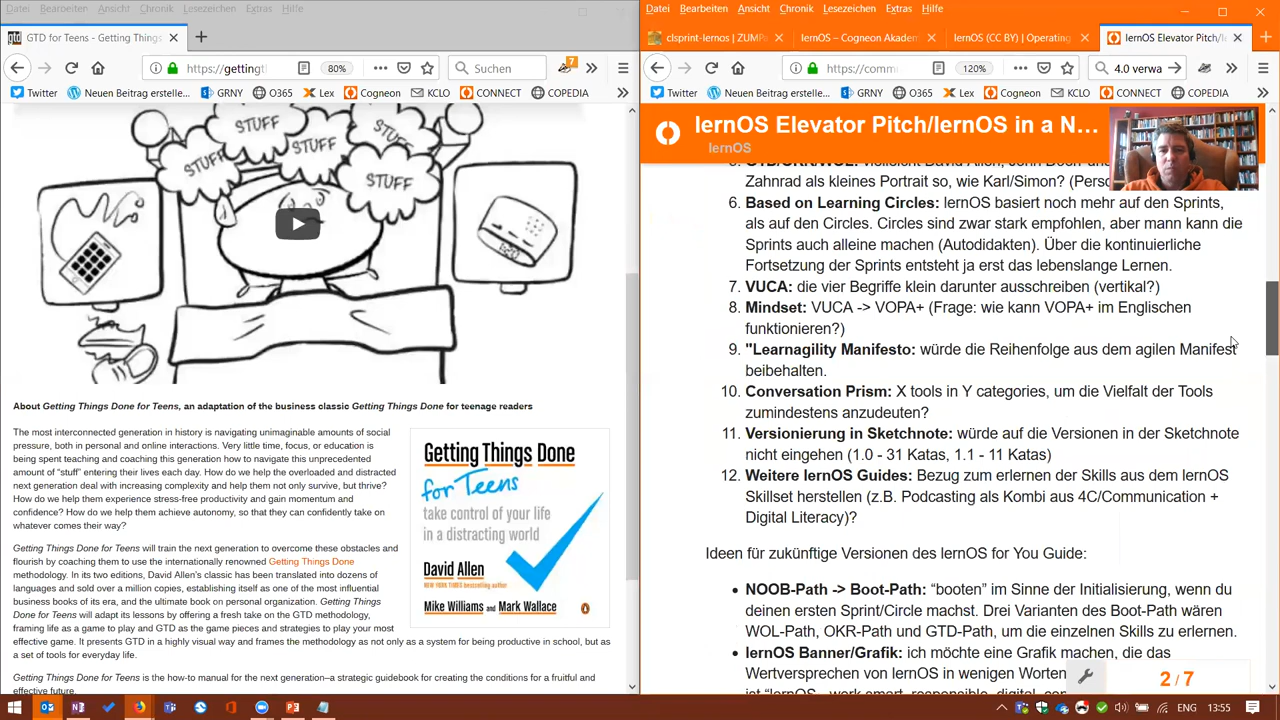 Datei Bearbeiten Ansicht Chronik Lesezeichen Extras Hilfe
gtd GTD for Teens - Getting Things
https://gettingt 80% Suchen 7
Twitter Neuen Beitrag erstelle... GRNY O365 Lex Cogneon KCLO CONNECT COPEDIA
STUFF
STUFF
STUFF
STUFF
STUFF
About Getting Things Done for Teens, an adaptation of the business classic Getting Things Done for teenage readers
The most interconnected generation in history is navigating unimaginable amounts of social
pressure, both in personal and online interactions. Very little time, focus, or education is
being spent teaching and coaching this generation how to navigate this unprecedented
amount of “stuff” entering their lives each day. How do we help the overloaded and distracted
next generation deal with increasing complexity and help them not only survive, but thrive?
How do we help them experience stress-free productivity and gain momentum and
confidence? How do we help them achieve autonomy, so that they can confidently take on
whatever comes their way?
Getting Things Done for Teens will train the next generation to overcome these obstacles and
flourish by coaching them to use the internationally renowned Getting Things Done
methodology. In its two editions, David Allen’s classic has been translated into dozens of
languages and sold over a million copies, establishing itself as one of the most influential
business books of its era, and the ultimate book on personal organization. Getting Things
Done for Teens will adapt its lessons by offering a fresh take on the GTD methodology,
framing life as a game to play and GTD as the game pieces and strategies to play your most
effective game. It presents GTD in a highly visual way and frames the methodology as not only as a system for being productive in school, but as
a set of tools for everyday life.
Getting Things Done for Teens is the how-to manual for the next generation–a strategic guidebook for creating the conditions for a fruitful and
effective future.
Getting Things Done
for Teens
take control of your life
in a distracting world
David Allen
Mike Williams and Mark Wallace
Datei Bearbeiten Ansicht Chronik Lesezeichen Extras Hilfe
clsprint-lernos | ZUMPa lernOS – Cogneon Akadem lernOS (CC BY) | Operating lernOS Elevator Pitch/le
https://comm 120% 4.0 verwa
Twitter Neuen Beitrag erstelle... GRNY O365 Lex Cogneon KCLO CONNECT COPEDIA
lernOS Elevator Pitch/lernOS in a N...
lernOS
Zahnrad als kleines Portrait so, wie Karl/Simon?
6. Based on Learning Circles: lernOS basiert noch mehr auf den Sprints,
als auf den Circles. Circles sind zwar stark empfohlen, aber mann kann die
Sprints auch alleine machen (Autodidakten). Über die kontinuierliche
Fortsetzung der Sprints entsteht ja erst das lebenslange Lernen.
7. VUCA: die vier Begriffe klein darunter ausschreiben (vertikal?)
8. Mindset: VUCA -> VOPA+ (Frage: wie kann VOPA+ im Englischen
funktionieren?)
9. "Learnagility Manifesto: würde die Reihenfolge aus dem agilen Manifest
beibehalten.
10. Conversation Prism: X tools in Y categories, um die Vielfalt der Tools
zumindestens anzudeuten?
11. Versionierung in Sketchnote: würde auf die Versionen in der Sketchnote
nicht eingehen (1.0 - 31 Katas, 1.1 - 11 Katas)
12. Weitere lernOS Guides: Bezug zum erlernen der Skills aus dem lernOS
Skillset herstellen (z.B. Podcasting als Kombi aus 4C/Communication +
Digital Literacy)?
Ideen für zukünftige Versionen des lernOS for You Guide:
• NOOB-Path -> Boot-Path: “booten” im Sinne der Initialisierung, wenn du
deinen ersten Sprint/Circle machst. Drei Varianten des Boot-Path wären
WOL-Path, OKR-Path und GTD-Path, um die einzelnen Skills zu erlernen.
• lernOS Banner/Grafik: ich möchte eine Grafik machen, die das
Wertversprechen von lernOS in wenigen Worten
2 / 7
13:55